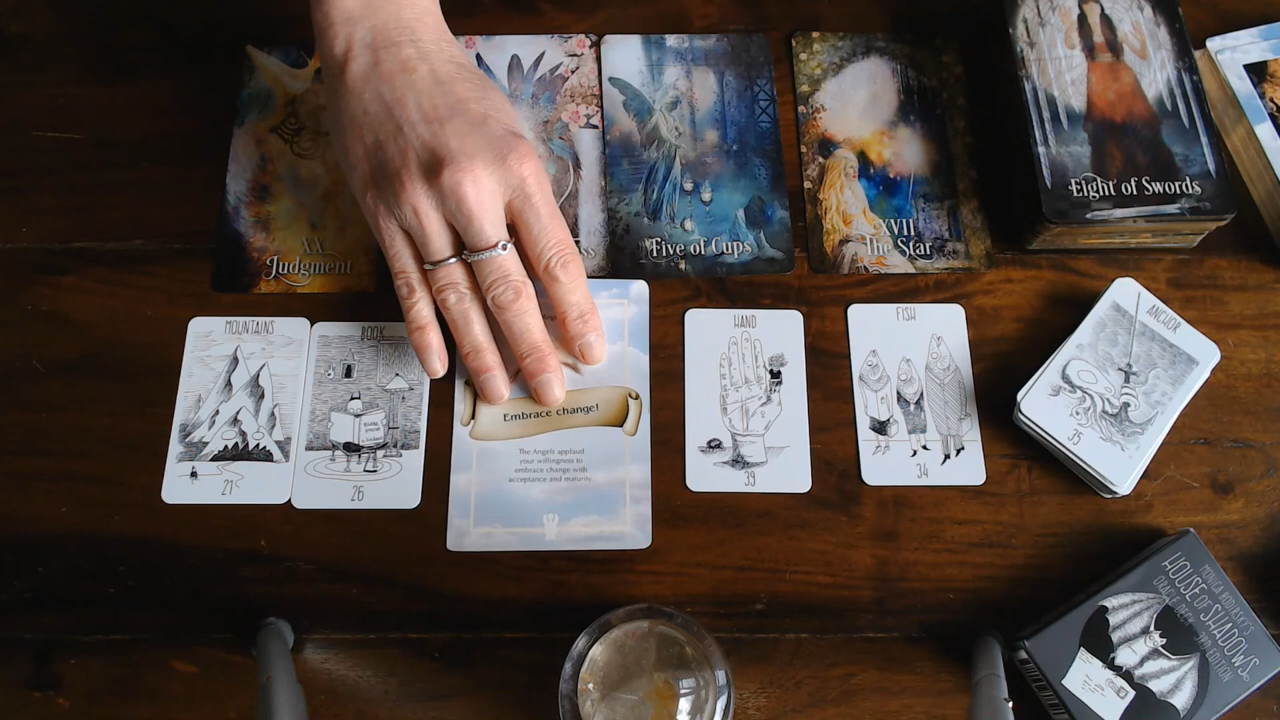 XX
Judgment
Five of Cups
XVII
The Star
Eight of Swords
MOUNTAINS
21
BOOK
26
Embrace change!
The Angels applaud
your willingness to
embrace change with
acceptance and maturity.
HAND
39
FISH
34
ANCHOR
35
HOUSE OF SHADOWS
ORACLE DECK
3RD EDITION